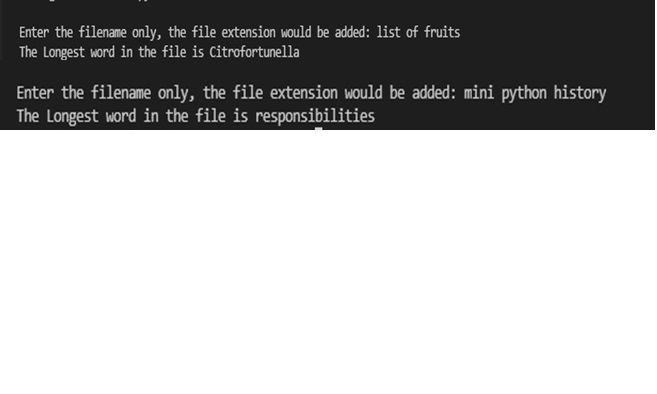 Enter the filename only, the file extension would be added: list of fruits
The Longest word in the file is Citrofortunella
Enter the filename only, the file extension would be added: mini python history
The Longest word in the file is responsibilities